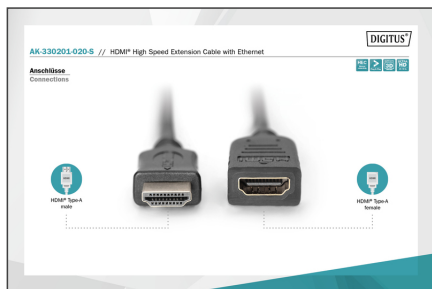 DIGITUS®
AK-330201-020-S // HDMI® High Speed Extension Cable with Ethernet
Anschlüsse
Connections
HDMI® Type-A
male
HDMI® Type-A
female